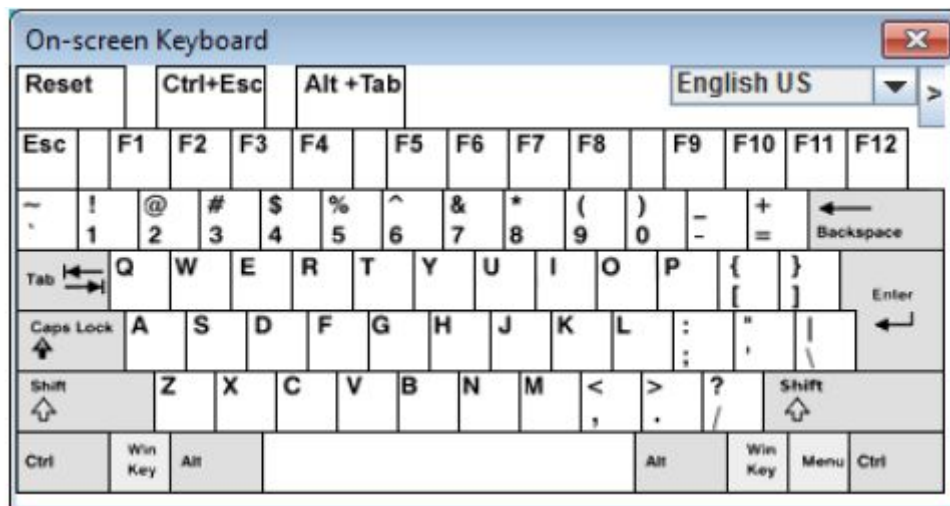 On-screen Keyboard
Reset Ctrl+Esc Alt +Tab English US >
Esc F1 F2 F3 F4 F5 F6 F7 F8 F9 F10 F11 F12
~ ! @ # $ % ^ & * ( ) _ +
` 1 2 3 4 5 6 7 8 9 0 - = Backspace
Tab Q W E R T Y U I O P { }
[ ] Enter
Caps Lock A S D F G H J K L : " |
; ' \
Shift Z X C V B N M < > ? Shift
, . /
Ctrl Win Key Alt Alt Win Key Menu Ctrl